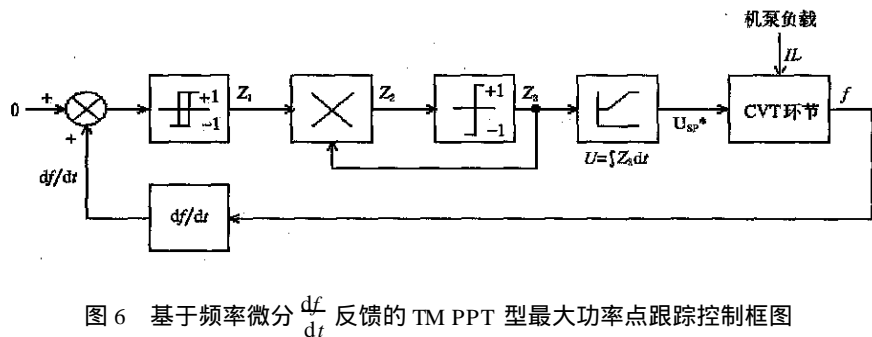 机泵负载
IL
0
+
+
+1
-1
Z₁
Z₂
+1
-1
Z₃
U=∫Z₃dt
U_SP*
CVT环节
f
df/dt
df/dt
图 6 基于频率微分 df/dt 反馈的 TM PPT 型最大功率点跟踪控制框图